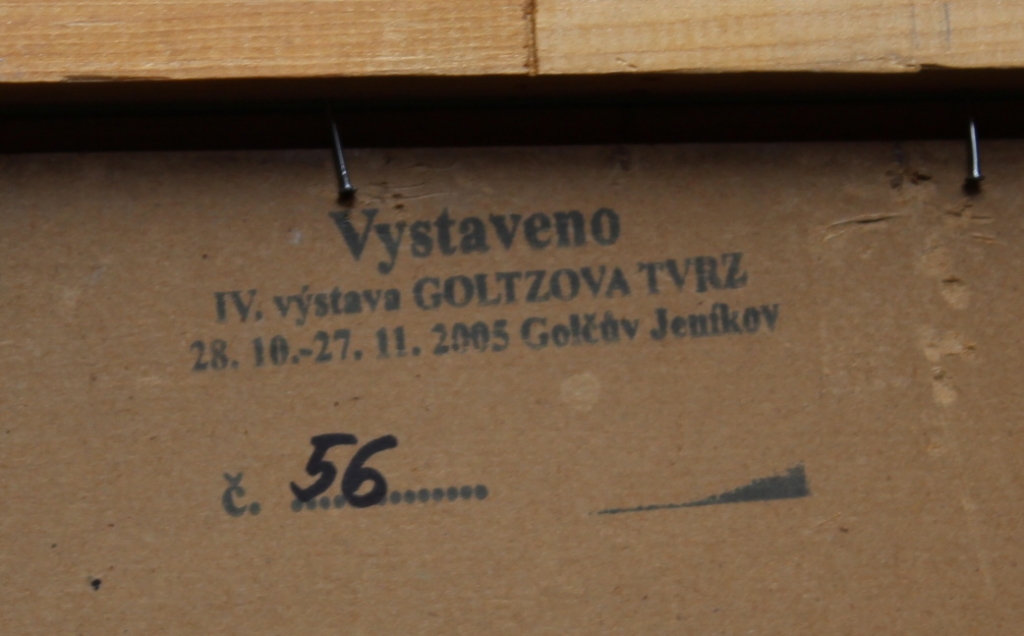 Vystaveno
IV. výstava GOLTZOVA TVRZ
28. 10.-27. 11. 2005 Golčův Jeníkov
č. 56.............